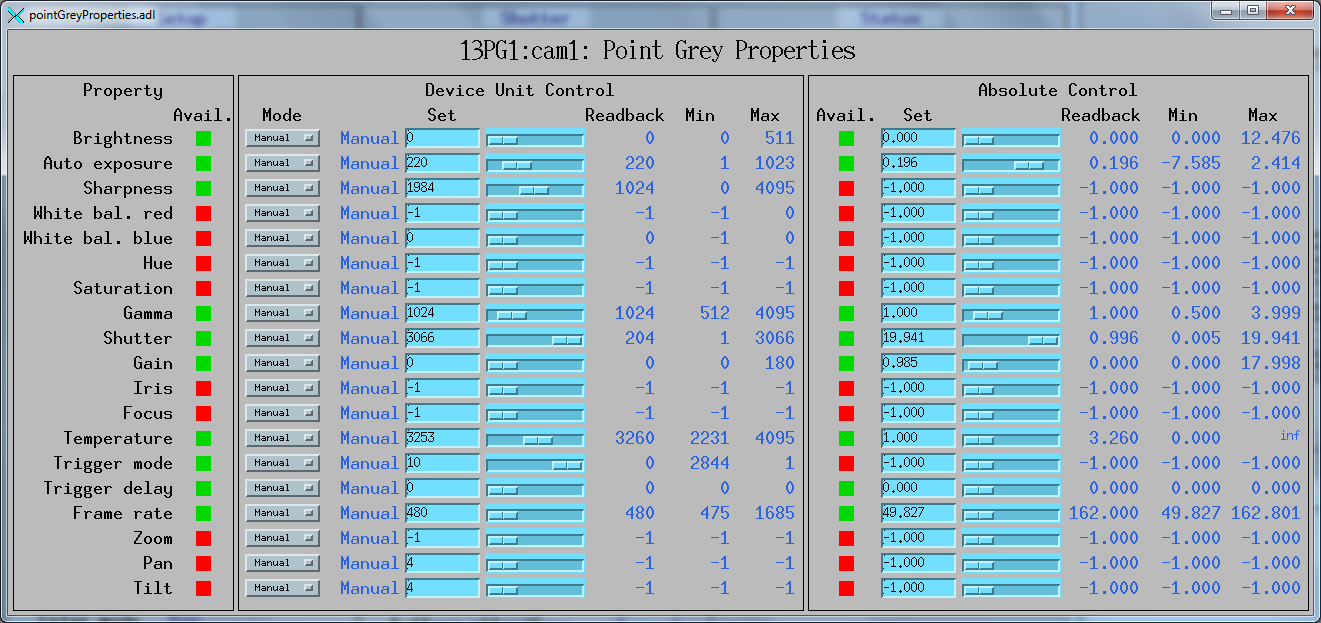 pointGreyProperties.adl
Shutter
Status
13PG1:cam1: Point Grey Properties
Property Device Unit Control Absolute Control
Avail. Mode Set Readback Min Max Avail. Set Readback Min Max
Brightness Manual Manual 0 0 0 511 0.000 0.000 0.000 12.476
Auto exposure Manual Manual 220 220 1 1023 0.196 0.196 -7.585 2.414
Sharpness Manual Manual 1984 1024 0 4095 -1.000 -1.000 -1.000 -1.000
White bal. red Manual Manual -1 -1 -1 0 -1.000 -1.000 -1.000 -1.000
White bal. blue Manual Manual 0 0 -1 0 -1.000 -1.000 -1.000 -1.000
Hue Manual Manual -1 -1 -1 -1 -1.000 -1.000 -1.000 -1.000
Saturation Manual Manual -1 -1 -1 -1 -1.000 -1.000 -1.000 -1.000
Gamma Manual Manual 1024 1024 512 4095 1.000 1.000 0.500 3.999
Shutter Manual Manual 3066 204 1 3066 19.941 0.996 0.005 19.941
Gain Manual Manual 0 0 0 180 0.985 0.000 0.000 17.998
Iris Manual Manual -1 -1 -1 -1 -1.000 -1.000 -1.000 -1.000
Focus Manual Manual -1 -1 -1 -1 -1.000 -1.000 -1.000 -1.000
Temperature Manual Manual 3253 3260 2231 4095 1.000 3.260 0.000 inf
Trigger mode Manual Manual 10 0 2844 1 -1.000 -1.000 -1.000 -1.000
Trigger delay Manual Manual 0 0 0 0 0.000 0.000 0.000 0.000
Frame rate Manual Manual 480 480 475 1685 49.827 162.000 49.827 162.801
Zoom Manual Manual -1 -1 -1 -1 -1.000 -1.000 -1.000 -1.000
Pan Manual Manual 4 -1 -1 -1 -1.000 -1.000 -1.000 -1.000
Tilt Manual Manual 4 -1 -1 -1 -1.000 -1.000 -1.000 -1.000